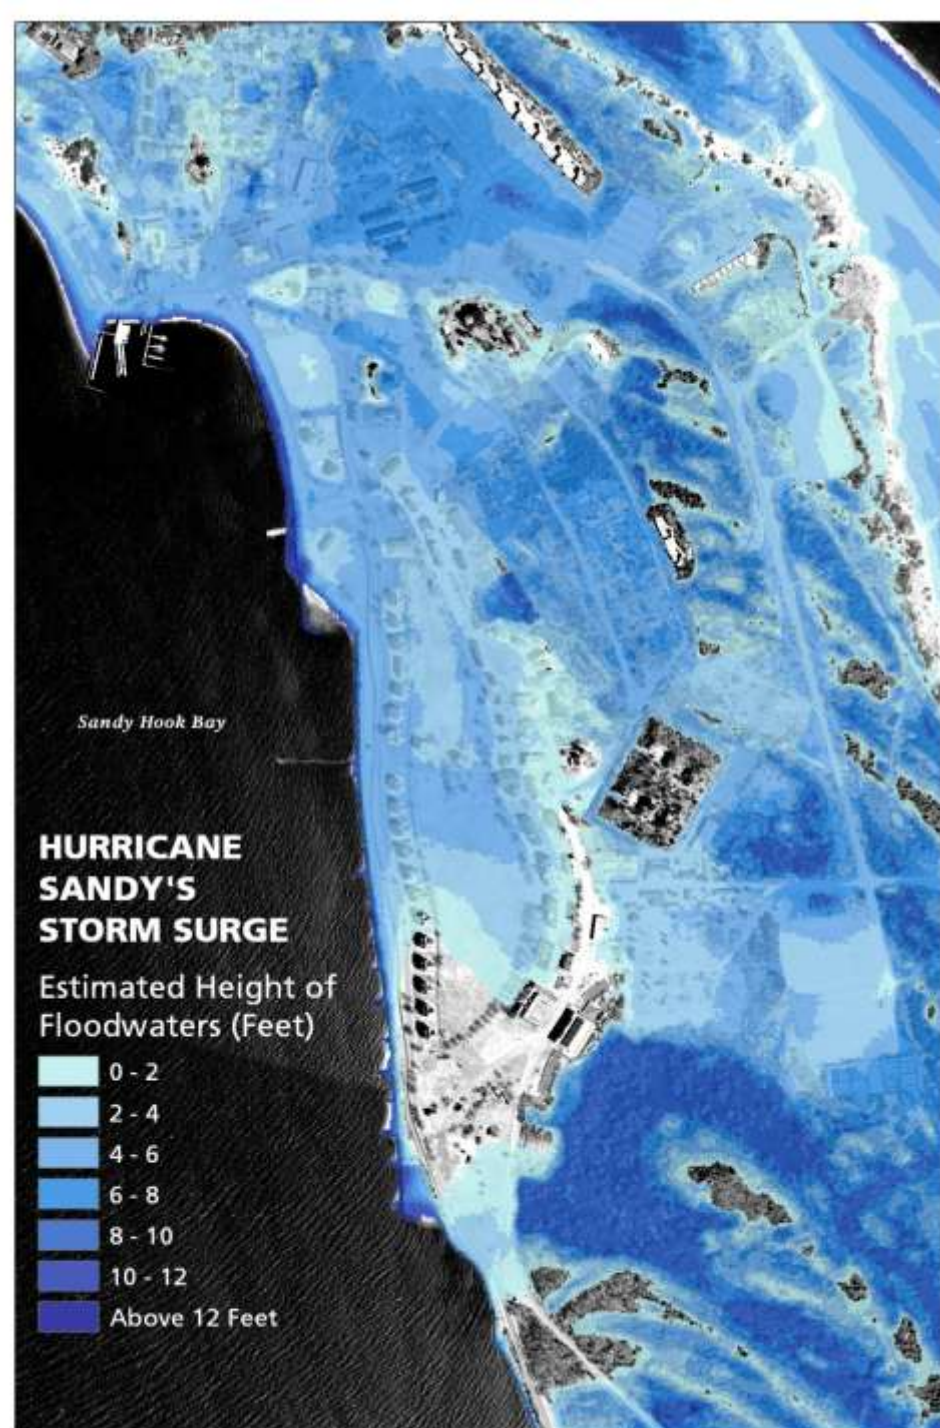 Sandy Hook Bay
HURRICANE
SANDY'S
STORM SURGE
Estimated Height of
Floodwaters (Feet)
0 - 2
2 - 4
4 - 6
6 - 8
8 - 10
10 - 12
Above 12 Feet